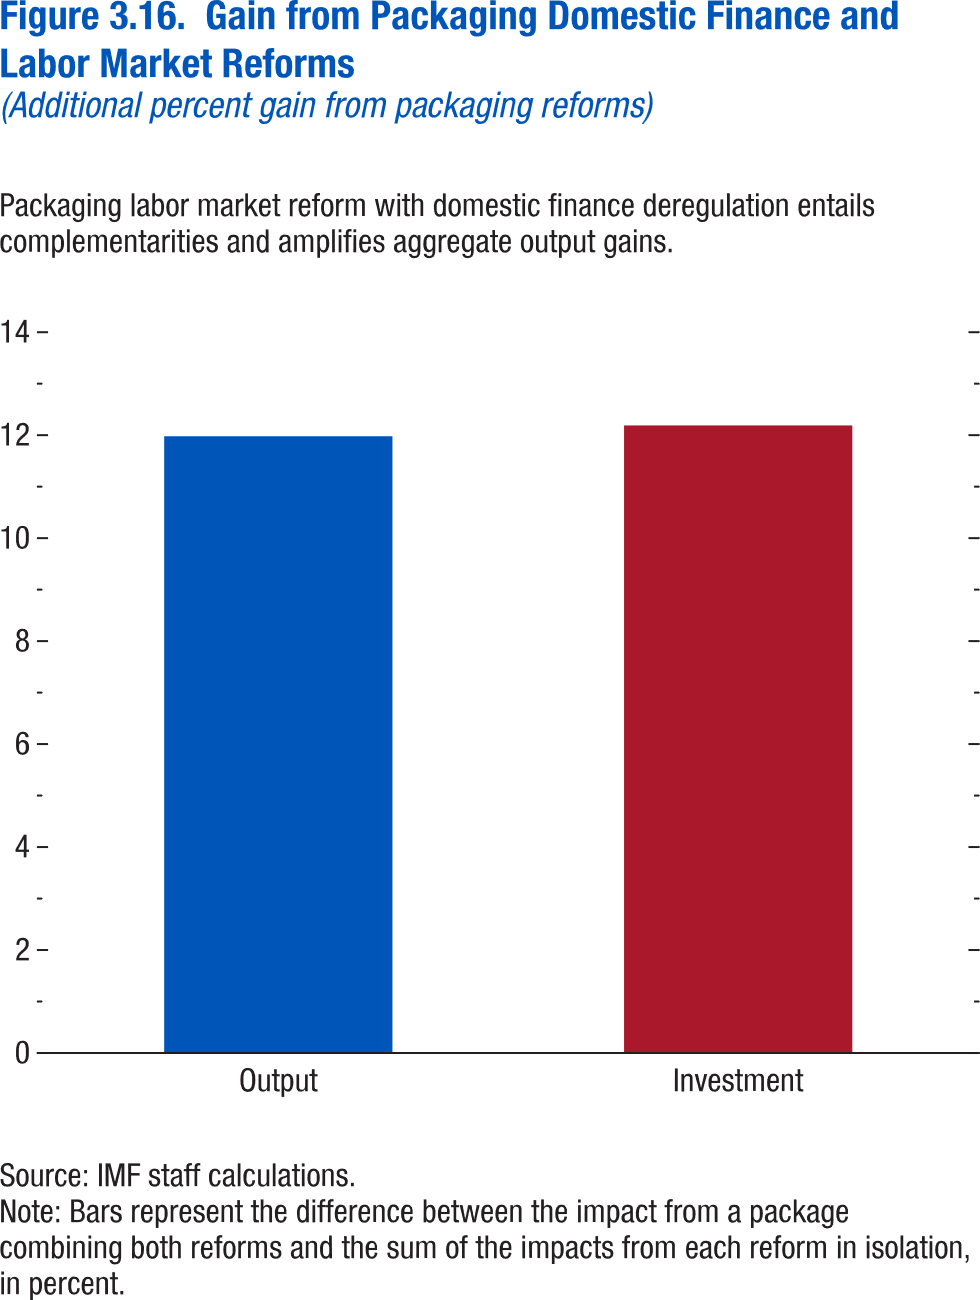 Figure 3.16.  Gain from Packaging Domestic Finance and
Labor Market Reforms
(Additional percent gain from packaging reforms)
Packaging labor market reform with domestic finance deregulation entails
complementarities and amplifies aggregate output gains.
14
12
10
8
6
4
2
0
Output
Investment
Source: IMF staff calculations.
Note: Bars represent the difference between the impact from a package
combining both reforms and the sum of the impacts from each reform in isolation,
in percent.